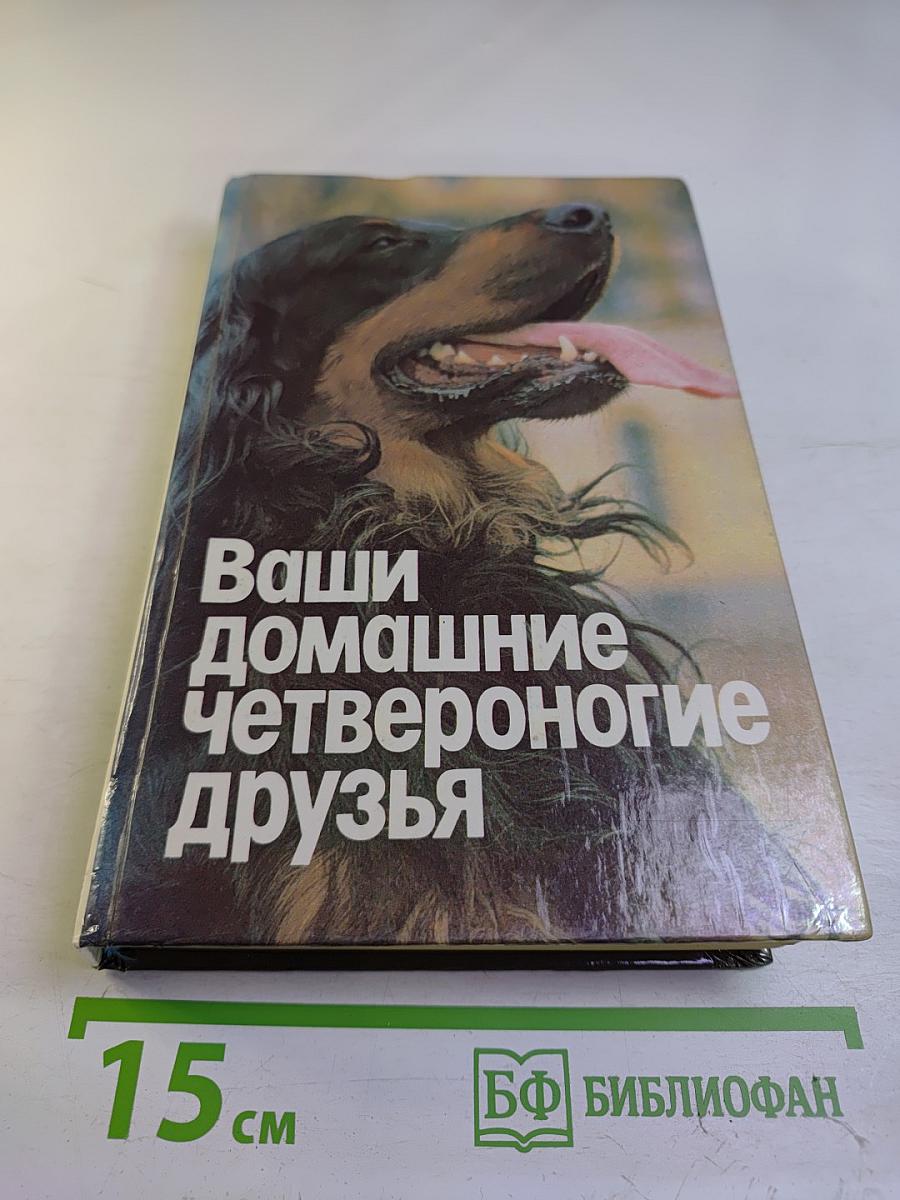 Ваши
домашние
четвероногие
друзья
15 см
БФ БИБЛИОФАН